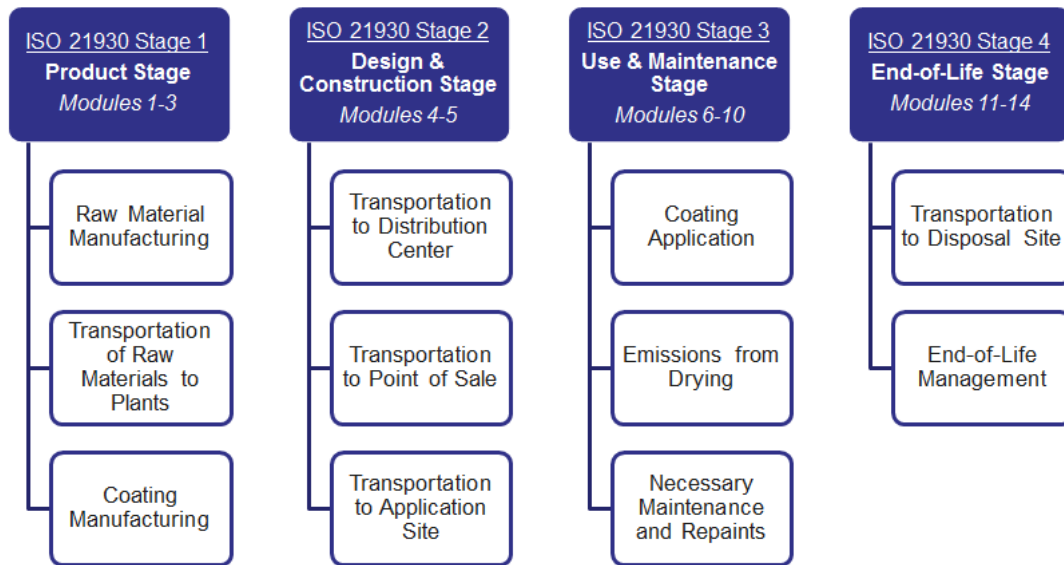 ISO 21930 Stage 1
Product Stage
Modules 1-3
Raw Material
Manufacturing
Transportation
of Raw
Materials to
Plants
Coating
Manufacturing
ISO 21930 Stage 2
Design &
Construction Stage
Modules 4-5
Transportation
to Distribution
Center
Transportation
to Point of Sale
Transportation
to Application
Site
ISO 21930 Stage 3
Use & Maintenance
Stage
Modules 6-10
Coating
Application
Emissions from
Drying
Necessary
Maintenance
and Repaints
ISO 21930 Stage 4
End-of-Life Stage
Modules 11-14
Transportation
to Disposal Site
End-of-Life
Management